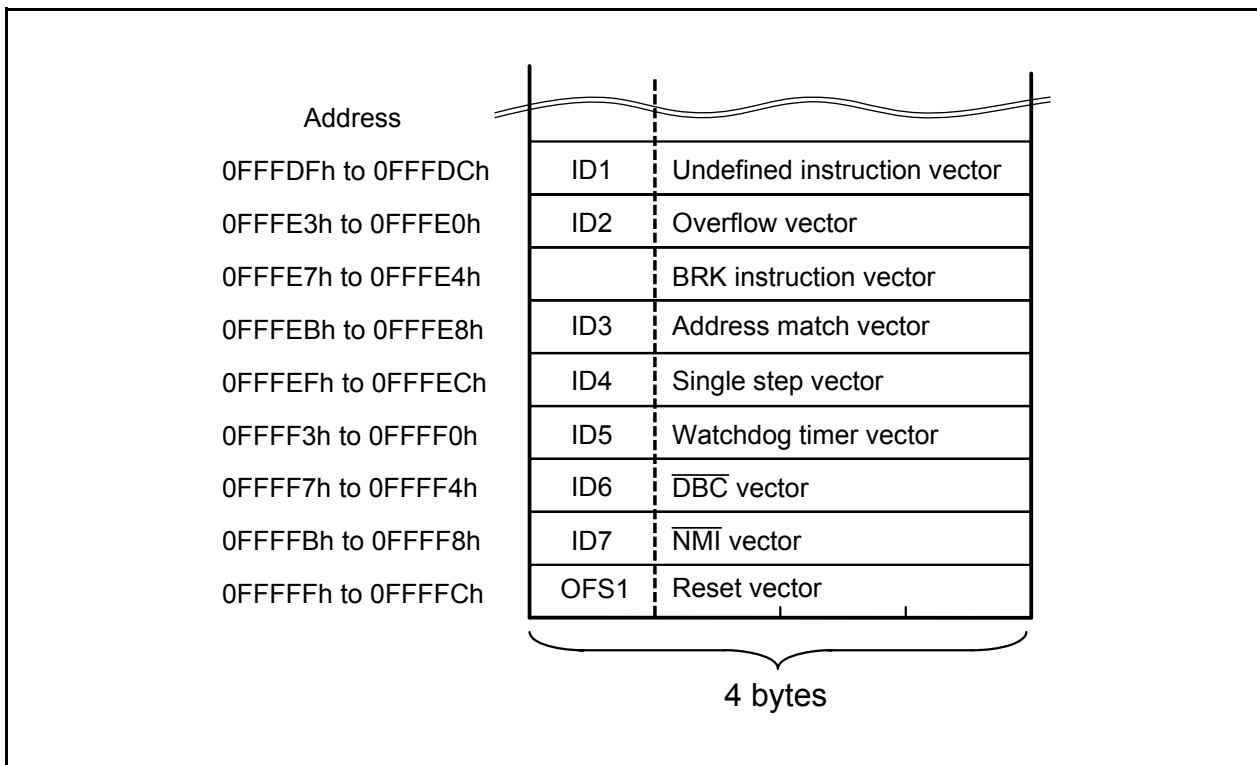 Address
0FFFDFh to 0FFFDCh ID1 Undefined instruction vector
0FFFE3h to 0FFFE0h ID2 Overflow vector
0FFFE7h to 0FFFE4h BRK instruction vector
0FFFEBh to 0FFFE8h ID3 Address match vector
0FFFEFh to 0FFFECh ID4 Single step vector
0FFFF3h to 0FFFF0h ID5 Watchdog timer vector
0FFFF7h to 0FFFF4h ID6 D̅B̅C̅ vector
0FFFFBh to 0FFFF8h ID7 N̅M̅I̅ vector
0FFFFFh to 0FFFFCh OFS1 Reset vector
4 bytes